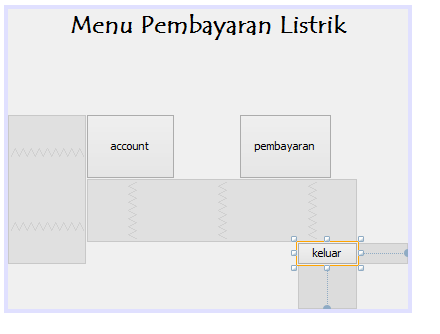 Menu Pembayaran Listrik
account
pembayaran
keluar